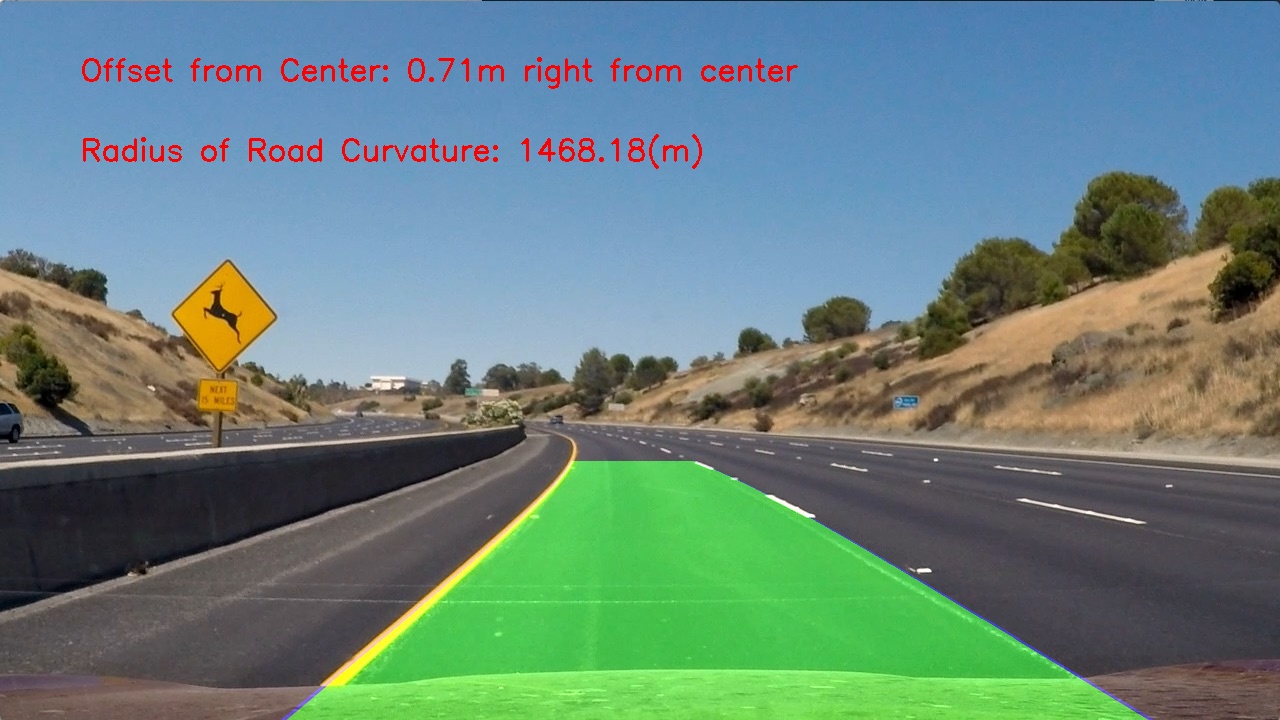 Offset from Center: 0.71m right from center
Radius of Road Curvature: 1468.18(m)
NEXT
15 MILES